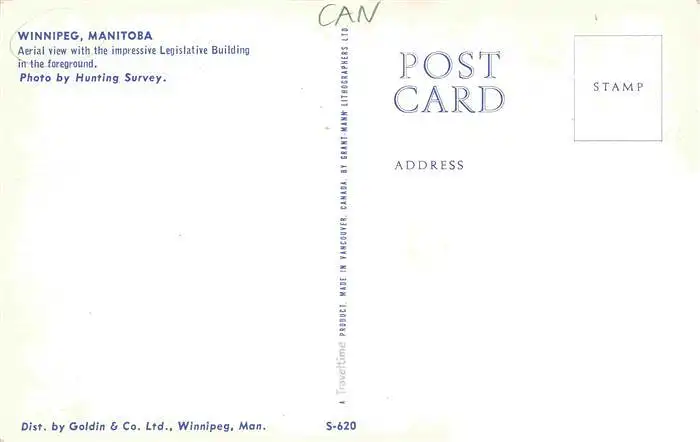 CAN
WINNIPEG, MANITOBA
Aerial view with the impressive Legislative Building
in the foreground.
Photo by Hunting Survey.
A Traveltime PRODUCT, MADE IN VANCOUVER, CANADA, BY GRANT-MANN LITHOGRAPHERS LTD.
POST
CARD
STAMP
ADDRESS
Dist. by Goldin & Co. Ltd., Winnipeg, Man.
S-620